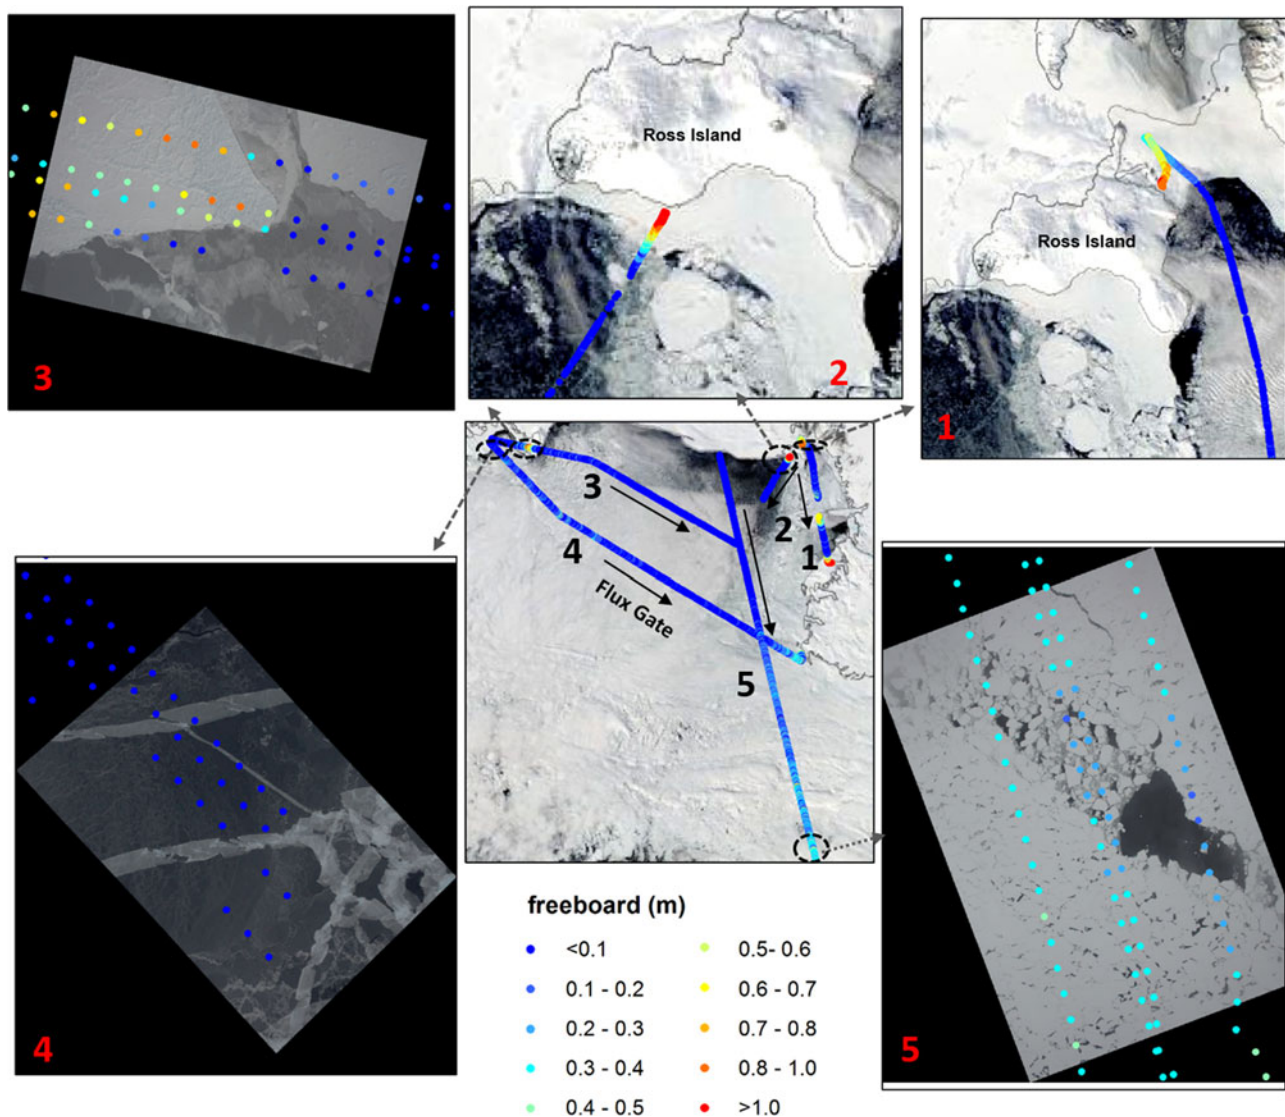 3
Ross Island
2
Ross Island
1
3
4
Flux Gate
2
1
5
4
5
freeboard (m)
<0.1
0.5- 0.6
0.1 - 0.2
0.6 - 0.7
0.2 - 0.3
0.7 - 0.8
0.3 - 0.4
0.8 - 1.0
0.4 - 0.5
>1.0